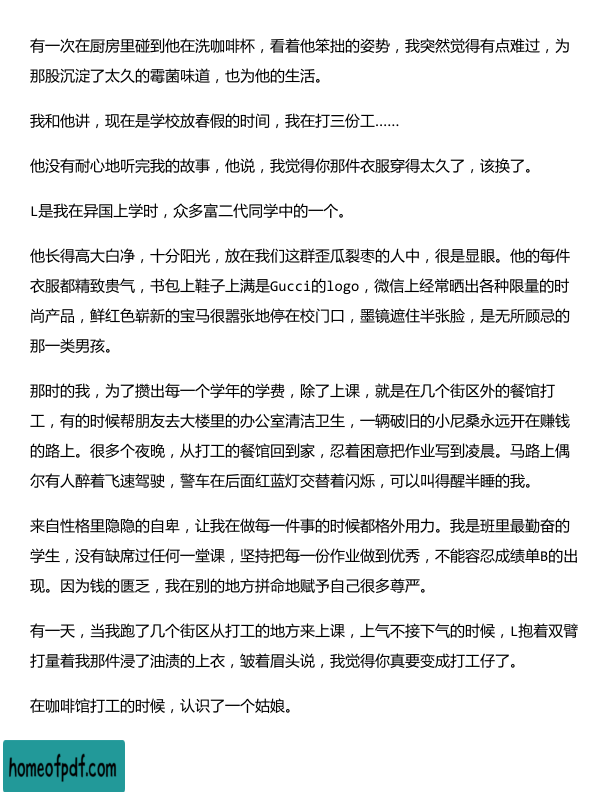 有一次在厨房里碰到他在洗咖啡杯，看着他笨拙的姿势，我突然觉得有点难过，为
那股沉淀了太久的霉菌味道，也为他的生活。
我和他讲，现在是学校放春假的时间，我在打三份工……
他没有耐心地听完我的故事，他说，我觉得你那件衣服穿得太久了，该换了。
L是我在异国上学时，众多富二代同学中的一个。
他长得高大白净，十分阳光，放在我们这群歪瓜裂枣的人中，很是显眼。他的每件
衣服都精致贵气，书包上鞋子上满是Gucci的logo，微信上经常晒出各种限量的时
尚产品，鲜红色崭新的宝马很嚣张地停在校门口，墨镜遮住半张脸，是无所顾忌的
那一类男孩。
那时的我，为了攒出每一个学年的学费，除了上课，就是在几个街区外的餐馆打
工，有的时候帮朋友去大楼里的办公室清洁卫生，一辆破旧的小尼桑永远开在赚钱
的路上。很多个夜晚，从打工的餐馆回到家，忍着困意把作业写到凌晨。马路上偶
尔有人醉着飞速驾驶，警车在后面红蓝灯交替着闪烁，可以叫得醒半睡的我。
来自性格里隐隐的自卑，让我在做每一件事的时候都格外用力。我是班里最勤奋的
学生，没有缺席过任何一堂课，坚持把每一份作业做到优秀，不能容忍成绩单B的出
现。因为钱的匮乏，我在别的地方拼命地赋予自己很多尊严。
有一天，当我跑了几个街区从打工的地方来上课，上气不接下气的时候，L抱着双臂
打量着我那件浸了油渍的上衣，皱着眉头说，我觉得你真要变成打工仔了。
在咖啡馆打工的时候，认识了一个姑娘。
homeofpdf.com